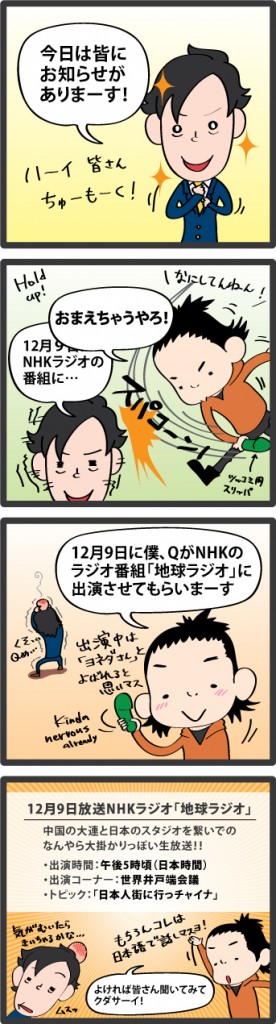 今日は皆に
お知らせが
ありまーす！
ハーイ 皆さん
ちゅーもーく！
Hold
up!
なにしてんねん！
おまえちゃうやろ！
12月9日
NHKラジオの
番組に…
スパコーン！
ツッコミ用
スリッパ
12月9日に僕、QがNHKの
ラジオ番組「地球ラジオ」に
出演させてもらいまーす
くそ…
Qめ…
出演中は
「ヨネダさん」と
よばれると
思いマス
Kinda
nervous
already
12月9日放送NHKラジオ「地球ラジオ」
中国の大連と日本のスタジオを繋いでの
なんやら大掛かりっぽい生放送！！
・出演時間：午後5時頃（日本時間）
・出演コーナー：世界井戸端会議
・トピック：「日本人街に行っチャイナ」
気がむいたら
きいちゃるかな…
もちろんコレは
日本語で話しマスヨ！
ムスッ
よければ皆さん聞いてみて
クダサーイ！